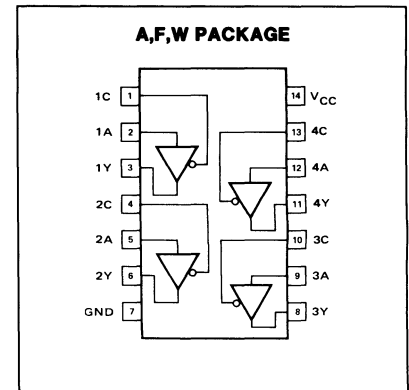 A,F,W PACKAGE
1C 1 14 VCC
1A 2 13 4C
1Y 3 12 4A
2C 4 11 4Y
2A 5 10 3C
2Y 6 9 3A
GND 7 8 3Y